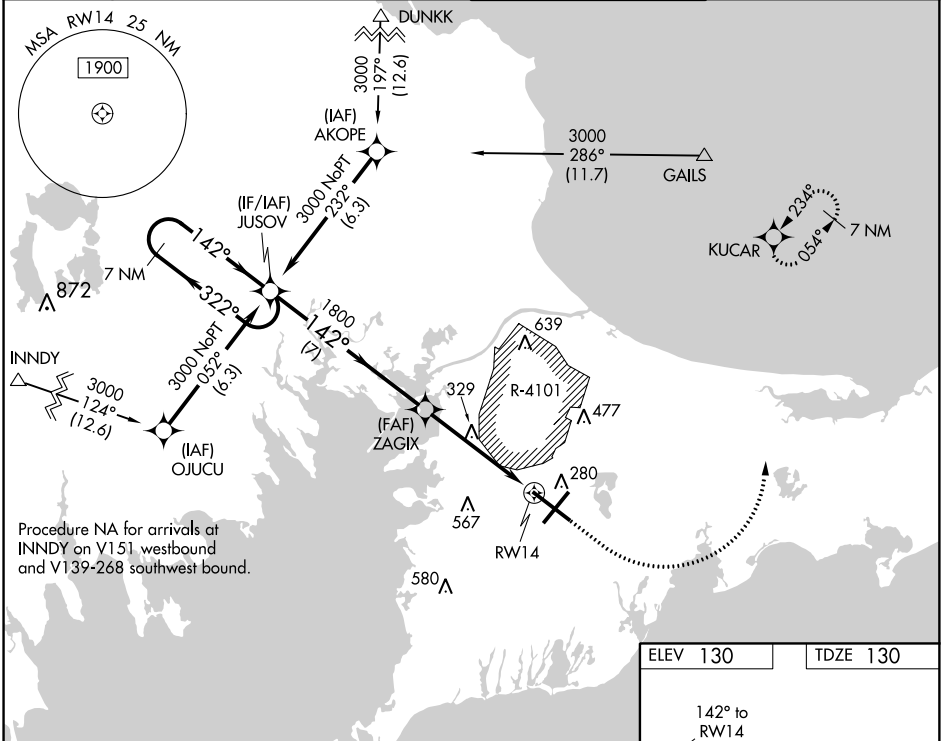 MSA RW14 25 NM
1900
DUNKK
3000
197°
(12.6)
(IAF)
AKOPE
3000
286°
(11.7)
GAILS
3000 NoPT
232°
(6.3)
(IF/IAF)
JUSOV
234°
054°
7 NM
KUCAR
142°
7 NM
322°
872
1800
142°
(7)
639
R-4101
3000 NoPT
052°
(6.3)
INNDY
3000
124°
(12.6)
329
477
(FAF)
ZAGIX
(IAF)
OJUCU
280
567
RW14
Procedure NA for arrivals at
INNDY on V151 westbound
and V139-268 southwest bound.
580
ELEV 130
TDZE 130
142° to
RW14